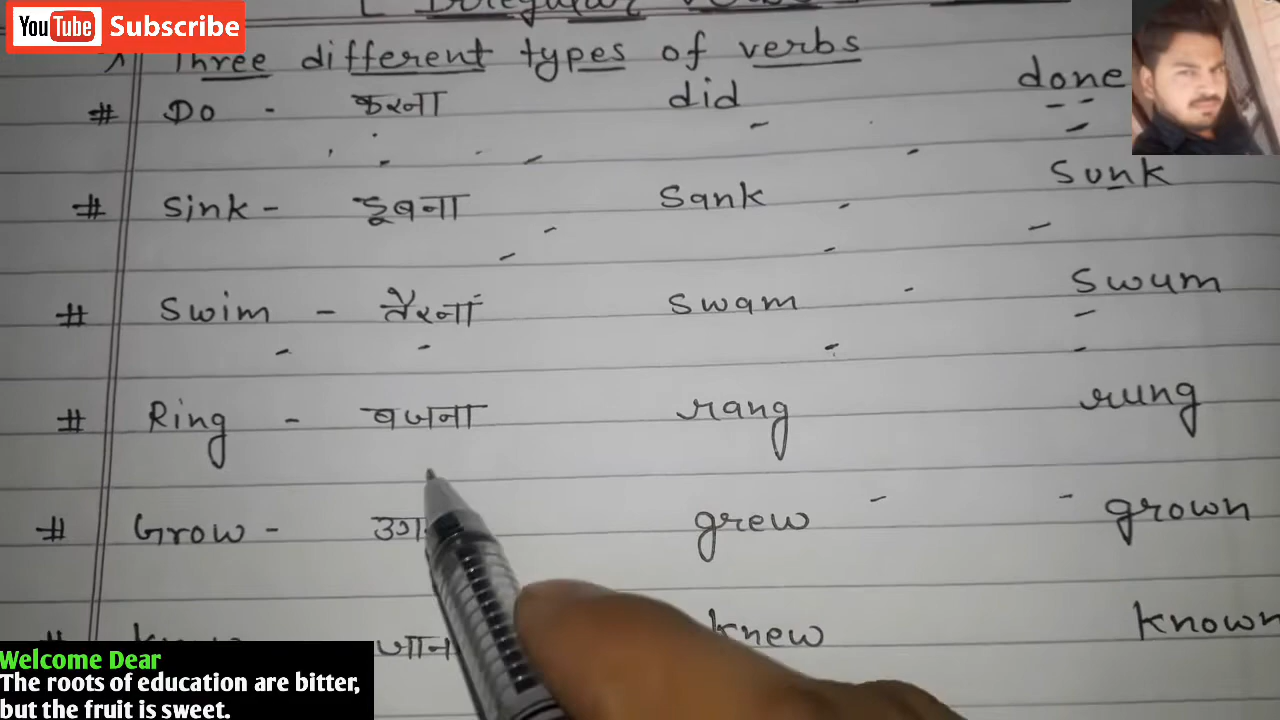 YouTube Subscribe
Three different types of verbs
# Do - करना did done
# Sink - डूबना Sank Sunk
# Swim - तैरना Swam Swum
# Ring - बजना rang rung
# Grow - grew grown
# knew known
Welcome Dear
The roots of education are bitter,
but the fruit is sweet.